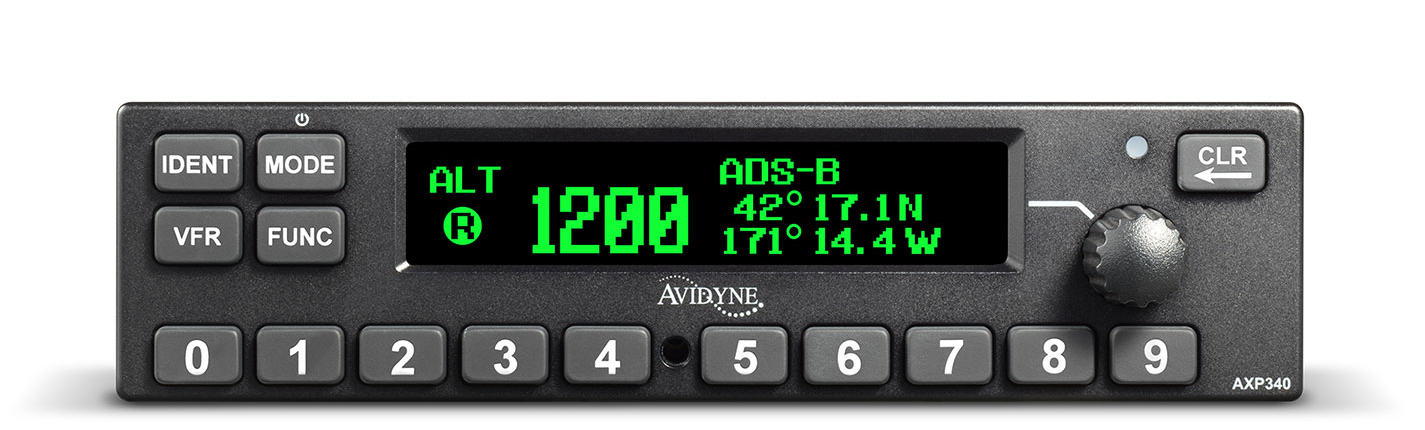 IDENT MODE
VFR FUNC
ALT
R
1200
ADS-B
42° 17.1N
171° 14.4W
CLR
AVIDYNE
0 1 2 3 4 5 6 7 8 9
AXP340